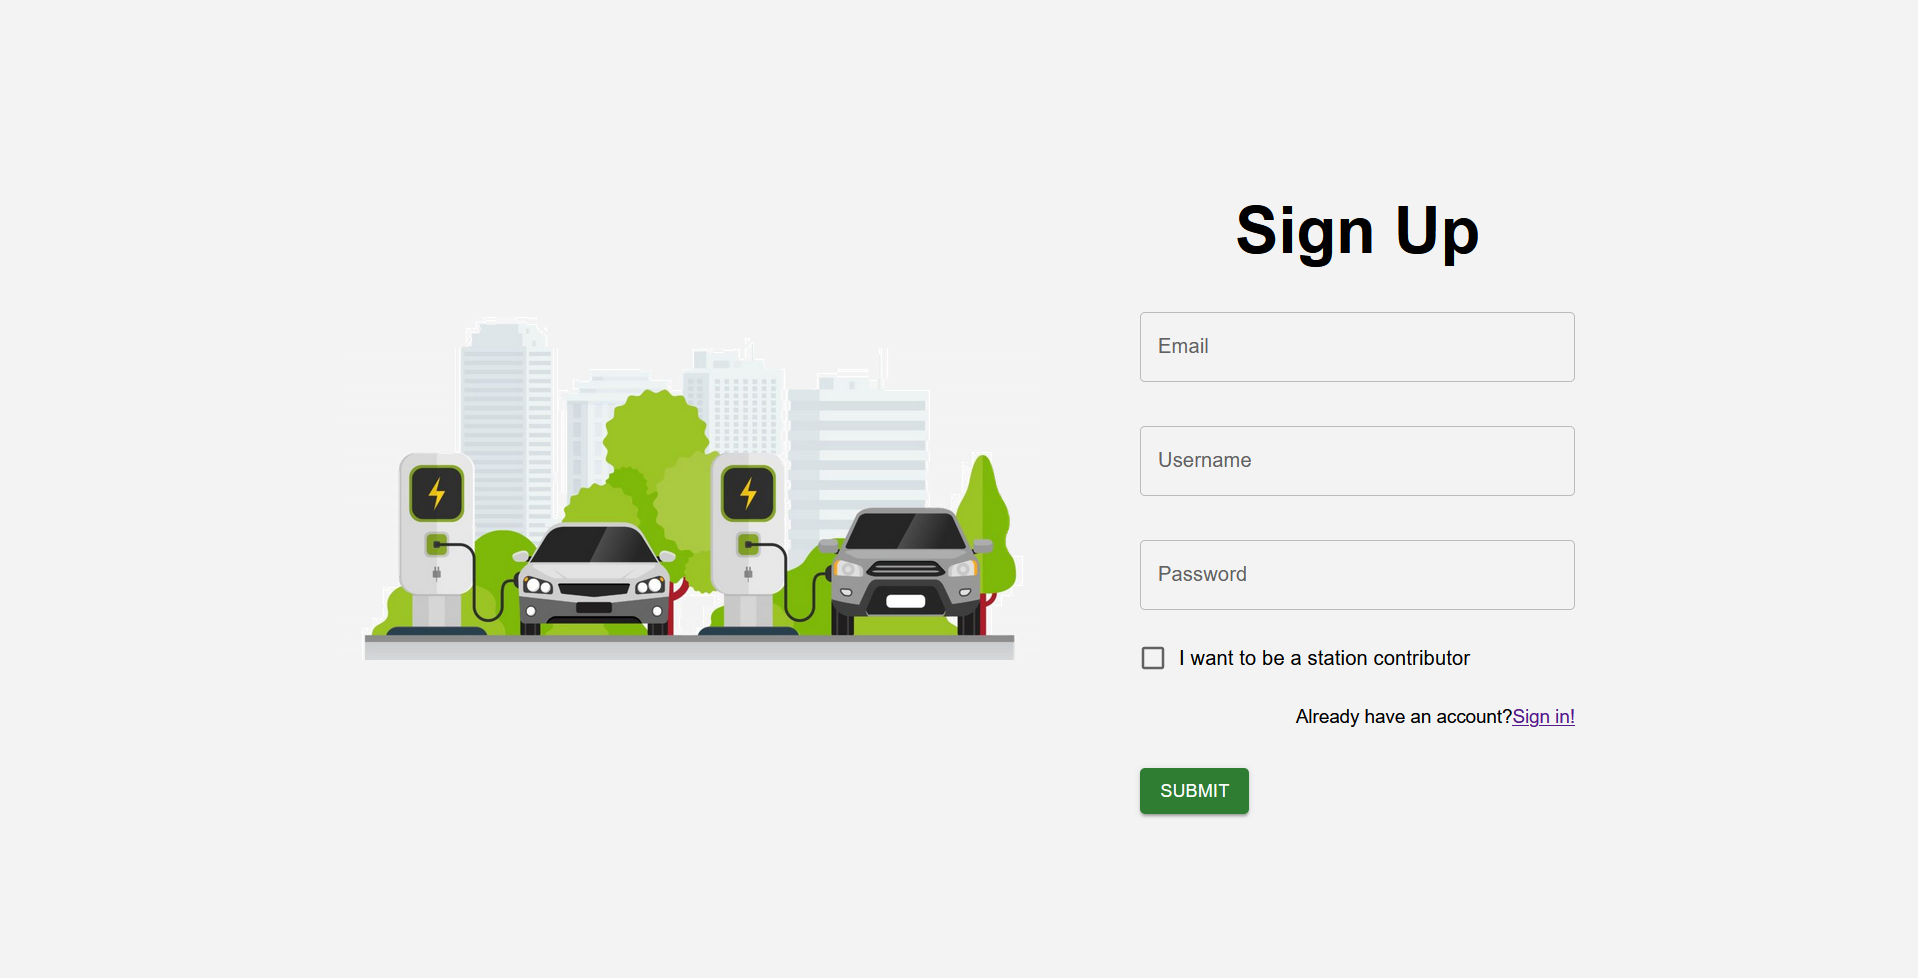 Sign Up
Email
Username
Password
I want to be a station contributor
Already have an account?Sign in!
SUBMIT